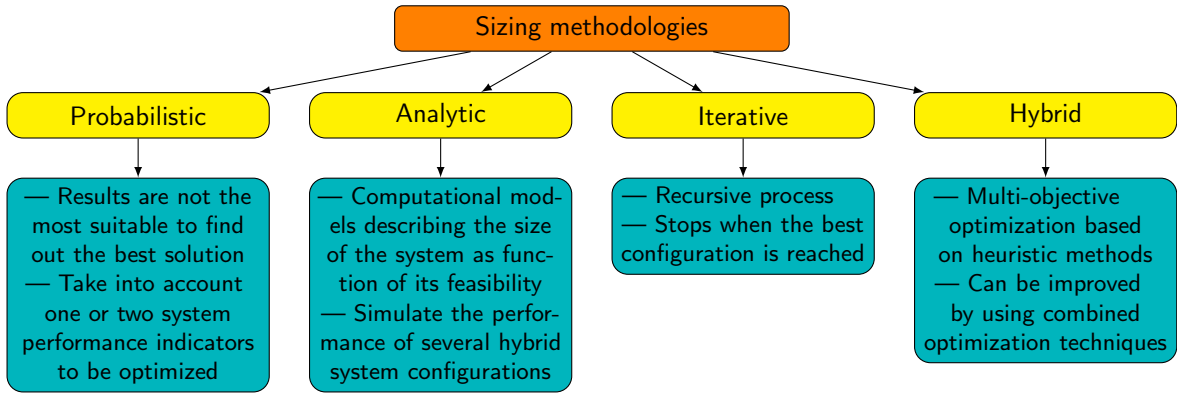 Sizing methodologies
Probabilistic
Analytic
Iterative
Hybrid
— Results are not the
most suitable to find
out the best solution
— Take into account
one or two system
performance indicators
to be optimized
— Computational mod-
els describing the size
of the system as func-
tion of its feasibility
— Simulate the perfor-
mance of several hybrid
system configurations
— Recursive process
— Stops when the best
configuration is reached
— Multi-objective
optimization based
on heuristic methods
— Can be improved
by using combined
optimization techniques